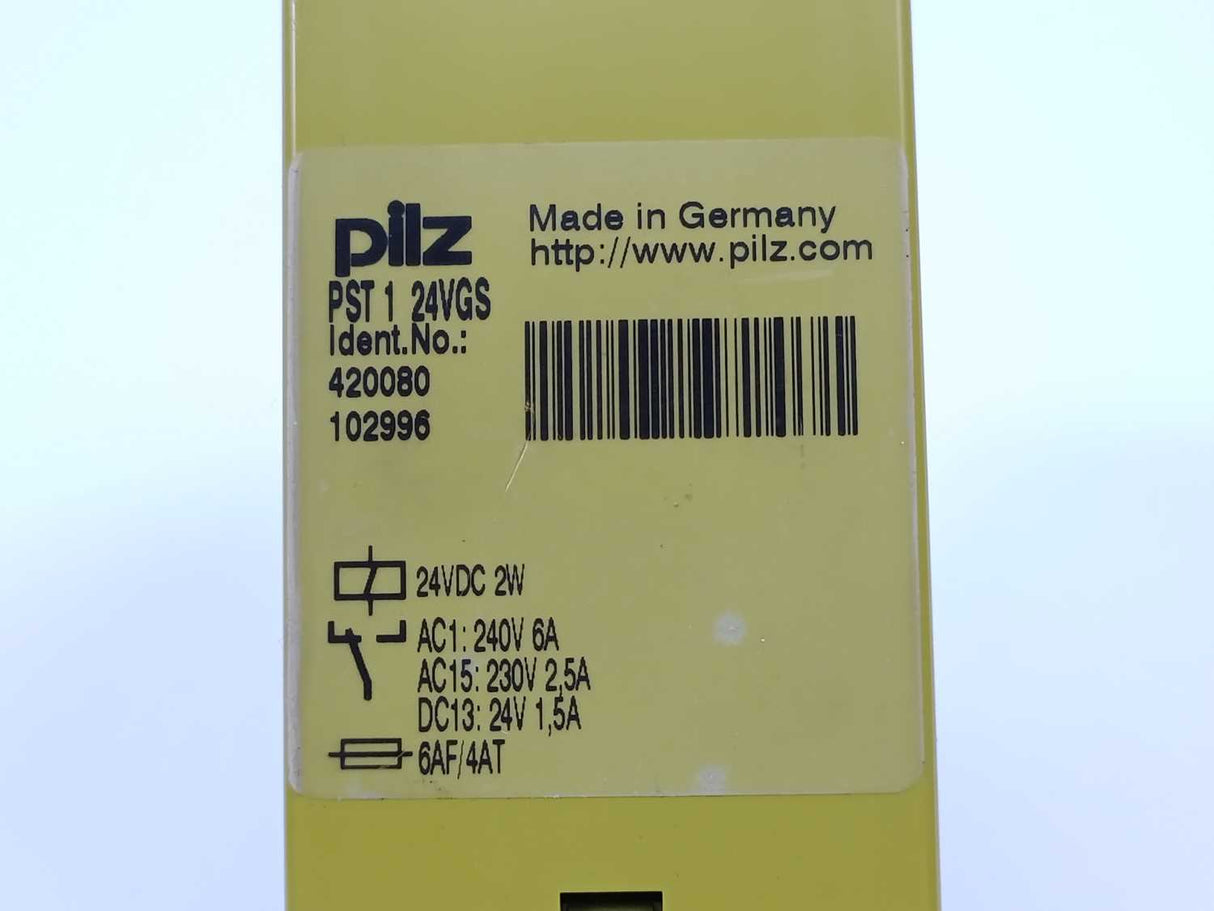 pilz
Made in Germany
http://www.pilz.com
PST 1 24VGS
Ident.No.:
420080
102996
24VDC 2W
AC1: 240V 6A
AC15: 230V 2,5A
DC13: 24V 1,5A
6AF/4AT